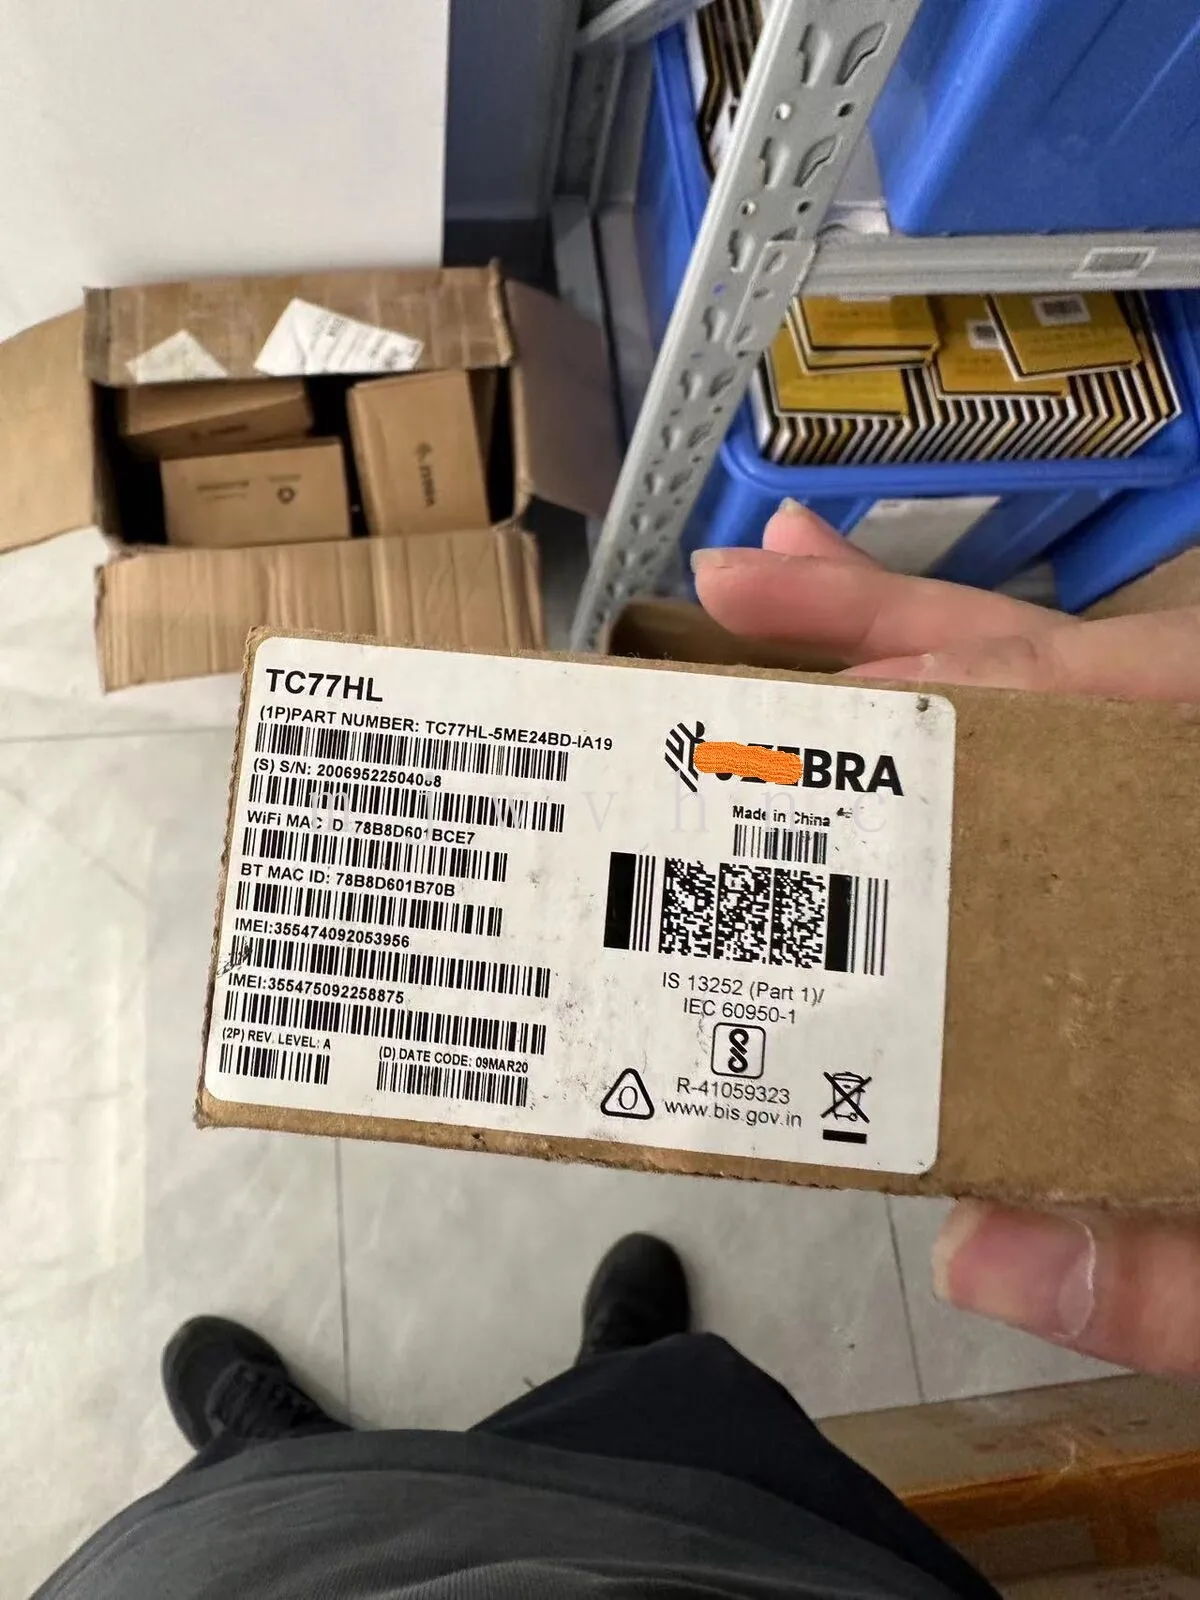 ZEBRA
TC77HL
(1P)PART NUMBER: TC77HL-5ME24BD-IA19
(S) S/N:
WiFi MAC ID: 78B8D601BCE7
BT MAC ID: 78B8D601B70B
IMEI:355474092053956
IMEI:355475092258875
(2P) REV. LEVEL: A
(D) DATE CODE: 09MAR20
ZEBRA
Made in China
IS 13252 (Part 1)/
IEC 60950-1
R-41059323
www.bis.gov.in
m j w v h n c